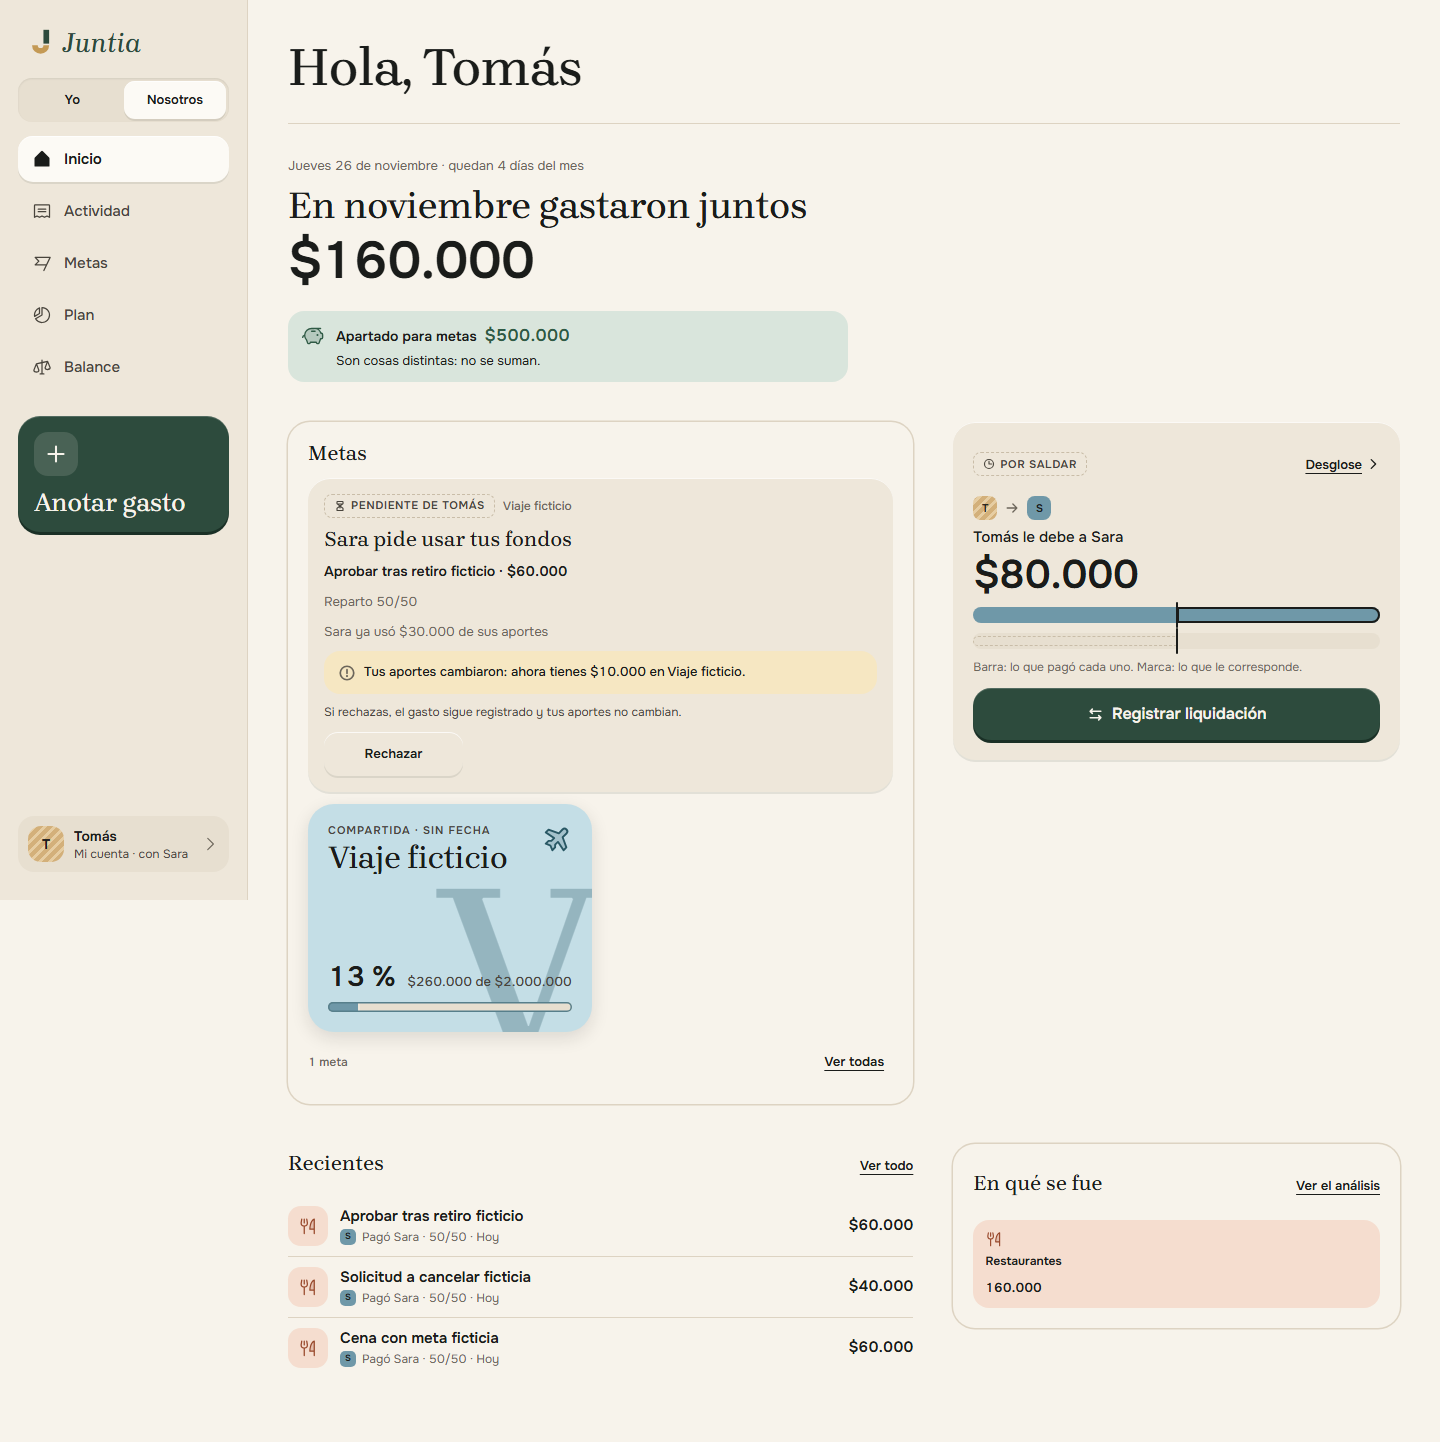 Juntia
Yo
Nosotros
Inicio
Actividad
Metas
Plan
Balance
Anotar gasto
T
Tomás
Mi cuenta · con Sara
Hola, Tomás
Jueves 26 de noviembre · quedan 4 días del mes
En noviembre gastaron juntos
$160.000
Apartado para metas $500.000
Son cosas distintas: no se suman.
Metas
PENDIENTE DE TOMÁS Viaje ficticio
Sara pide usar tus fondos
Aprobar tras retiro ficticio · $60.000
Reparto 50/50
Sara ya usó $30.000 de sus aportes
Tus aportes cambiaron: ahora tienes $10.000 en Viaje ficticio.
Si rechazas, el gasto sigue registrado y tus aportes no cambian.
Rechazar
COMPARTIDA · SIN FECHA
Viaje ficticio
V
13 % $260.000 de $2.000.000
1 meta
Ver todas
POR SALDAR
Desglose
T → S
Tomás le debe a Sara
$80.000
Barra: lo que pagó cada uno. Marca: lo que le corresponde.
Registrar liquidación
Recientes
Ver todo
Aprobar tras retiro ficticio
S Pagó Sara · 50/50 · Hoy
$60.000
Solicitud a cancelar ficticia
S Pagó Sara · 50/50 · Hoy
$40.000
Cena con meta ficticia
S Pagó Sara · 50/50 · Hoy
$60.000
En qué se fue
Ver el análisis
Restaurantes
160.000